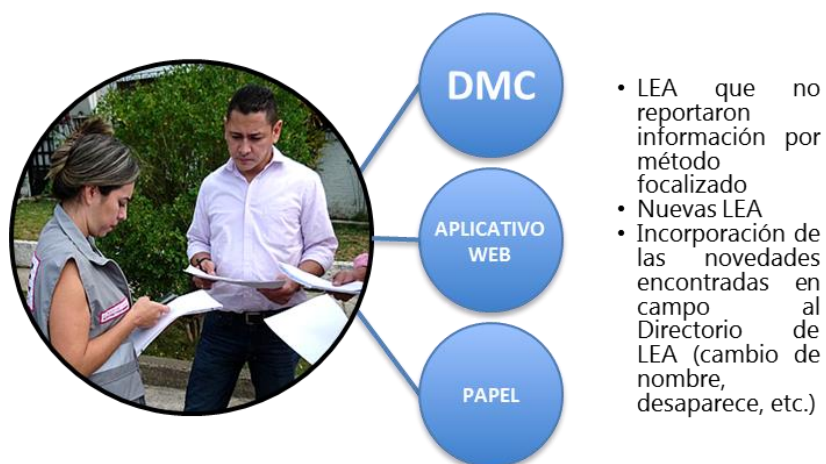 DMC
APLICATIVO
WEB
PAPEL
• LEA que no
reportaron
información por
método
focalizado
• Nuevas LEA
• Incorporación de
las novedades
encontradas en
campo al
Directorio de
LEA (cambio de
nombre,
desaparece, etc.)